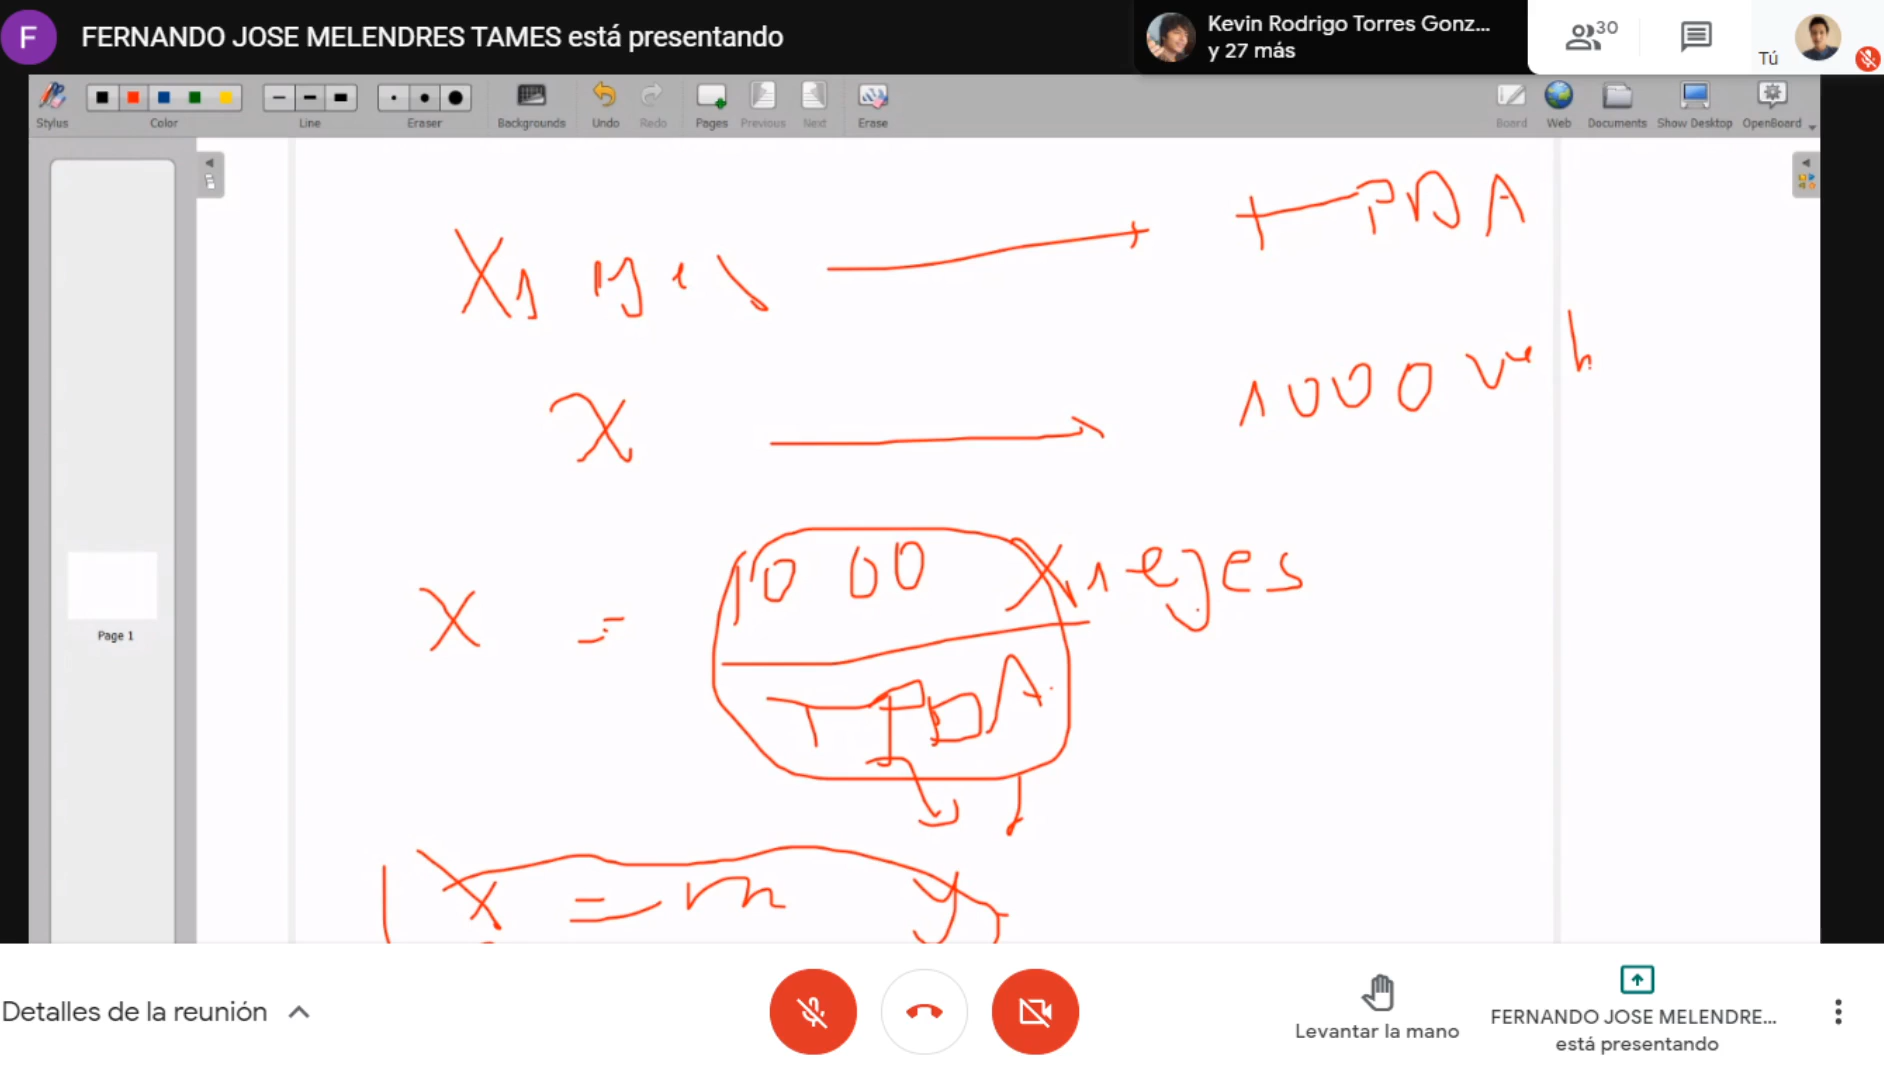 F FERNANDO JOSE MELENDRES TAMES está presentando
Kevin Rodrigo Torres Gonz...
y 27 más
30
Tú
Stylus Color Line Eraser Backgrounds Undo Redo Pages Previous Next Erase Board Web Documents Show Desktop OpenBoard
X1 ejes TPDA
X 1000 veh
X = 1000 X1 ejes
TPDA
X = m y
Page 1
Detalles de la reunión
Levantar la mano
FERNANDO JOSE MELENDRE...
está presentando